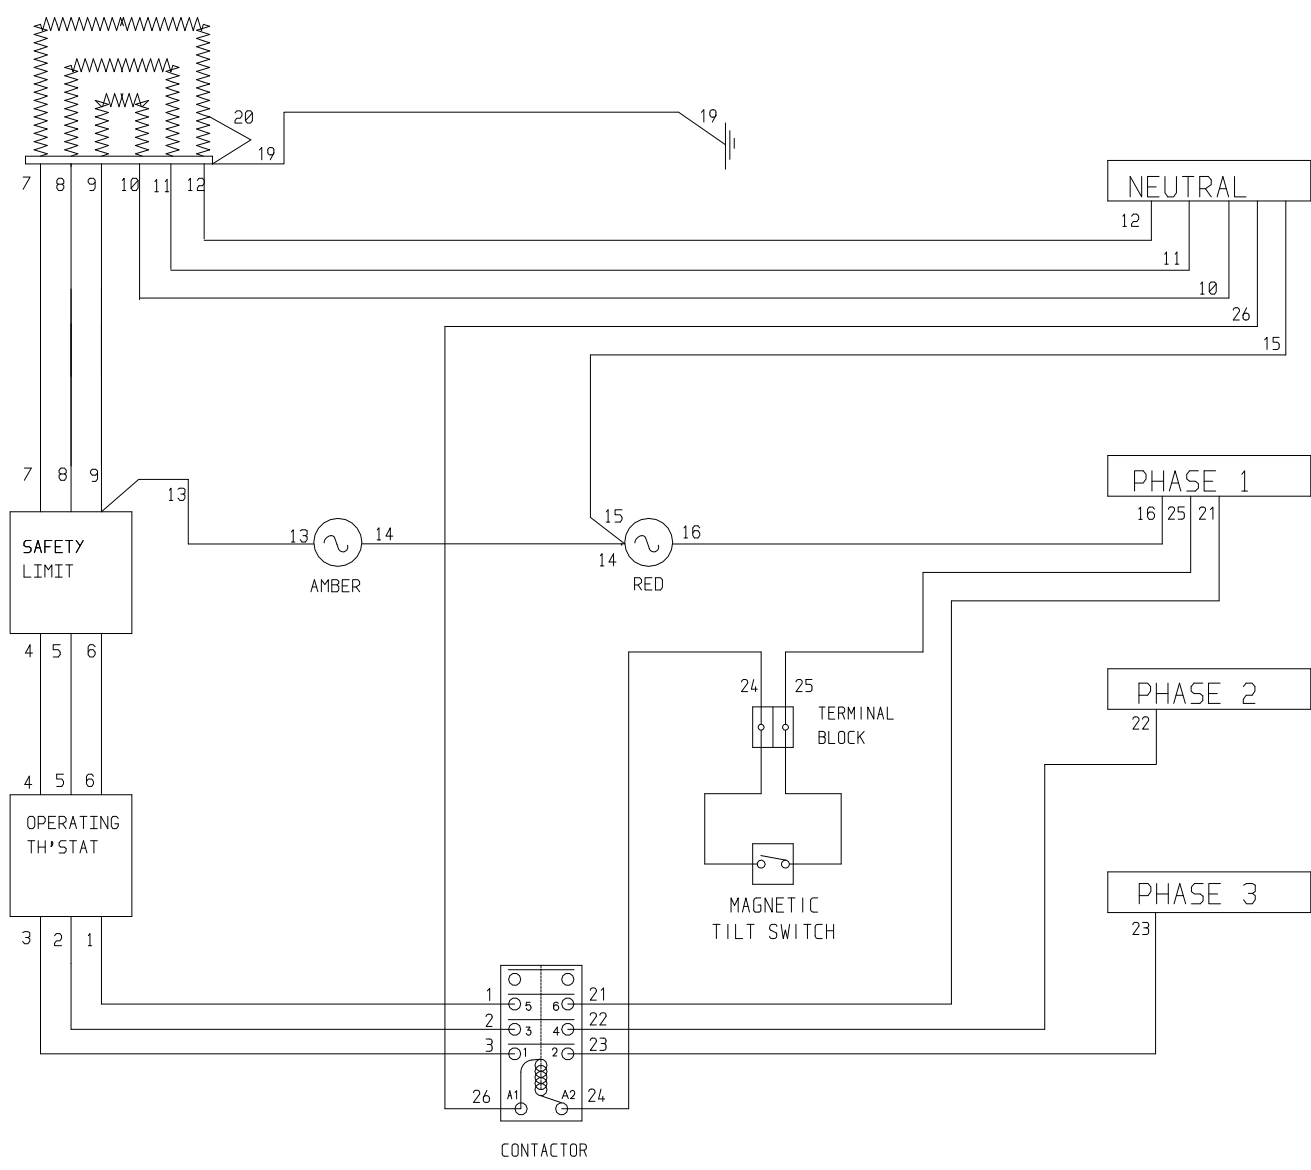 20
19
19
7 8 9 10 11 12
NEUTRAL
12
11
10
26
15
7 8 9
13
PHASE 1
16 25 21
15
13 14
14
16
SAFETY
LIMIT
AMBER
RED
4 5 6
24 25
PHASE 2
22
TERMINAL
BLOCK
4 5 6
OPERATING
TH'STAT
PHASE 3
23
MAGNETIC
TILT SWITCH
3 2 1
1 5 6 21
2 3 4 22
3 1 2 23
26 A1 A2 24
CONTACTOR